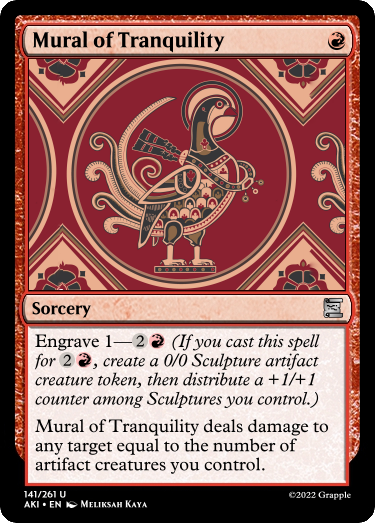 Mural of Tranquility
Sorcery
Engrave 1—2 (If you cast this spell
for 2, create a 0/0 Sculpture artifact
creature token, then distribute a +1/+1
counter among Sculptures you control.)
Mural of Tranquility deals damage to
any target equal to the number of
artifact creatures you control.
141/261 U
AKI • EN Meliksah Kaya
©2022 Grapple